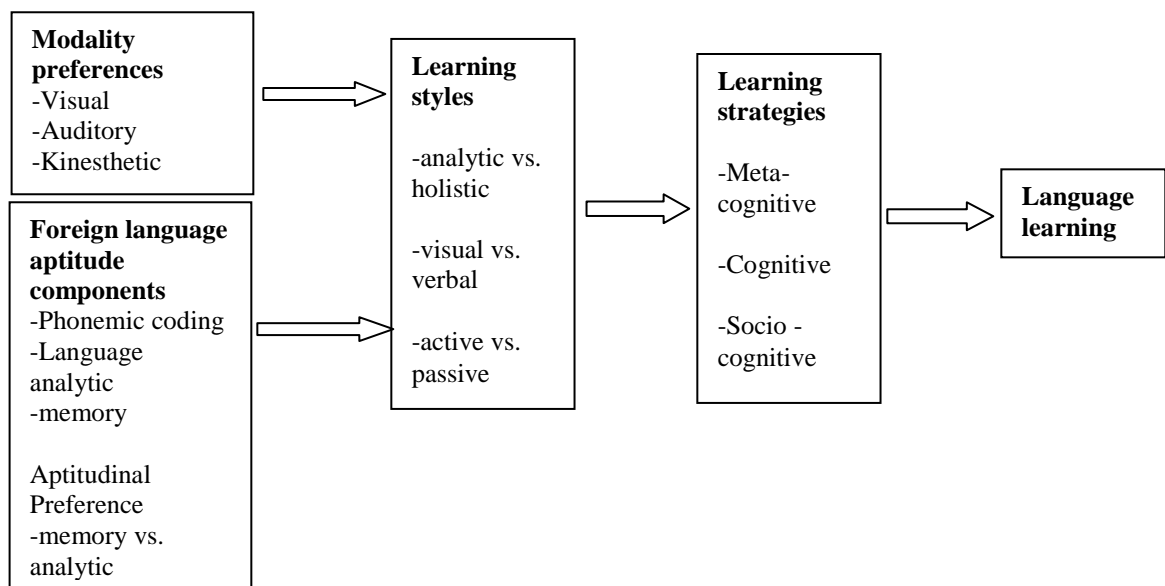 Modality
preferences
-Visual
-Auditory
-Kinesthetic
Foreign language
aptitude
components
-Phonemic coding
-Language
analytic
-memory
Aptitudinal
Preference
-memory vs.
analytic
Learning
styles
-analytic vs.
holistic
-visual vs.
verbal
-active vs.
passive
Learning
strategies
-Meta-
cognitive
-Cognitive
-Socio -
cognitive
Language
learning